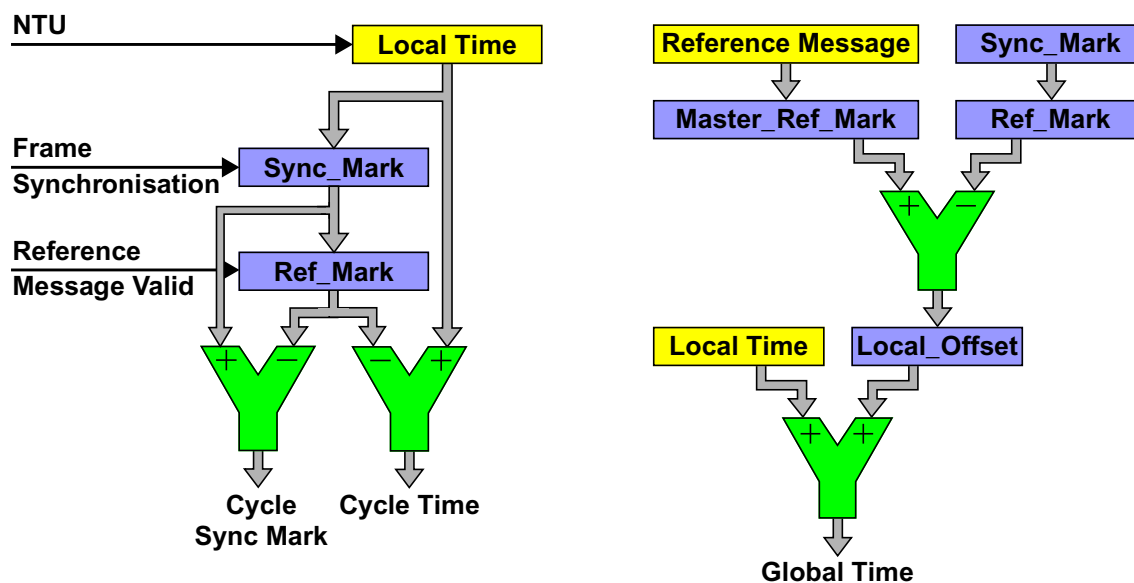 NTU
Local Time
Frame
Synchronisation
Sync_Mark
Reference
Message Valid
Ref_Mark
+ −
− +
Cycle
Sync Mark
Cycle Time
Reference Message
Sync_Mark
Master_Ref_Mark
Ref_Mark
+ −
Local Time
Local_Offset
+ +
Global Time